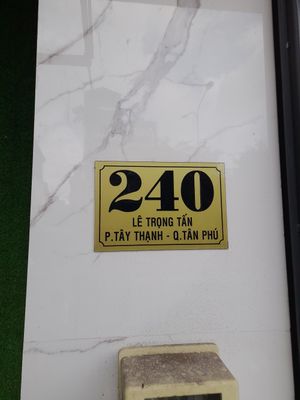 240
LÊ TRỌNG TẤN
P.TÂY THẠNH - Q.TÂN PHÚ